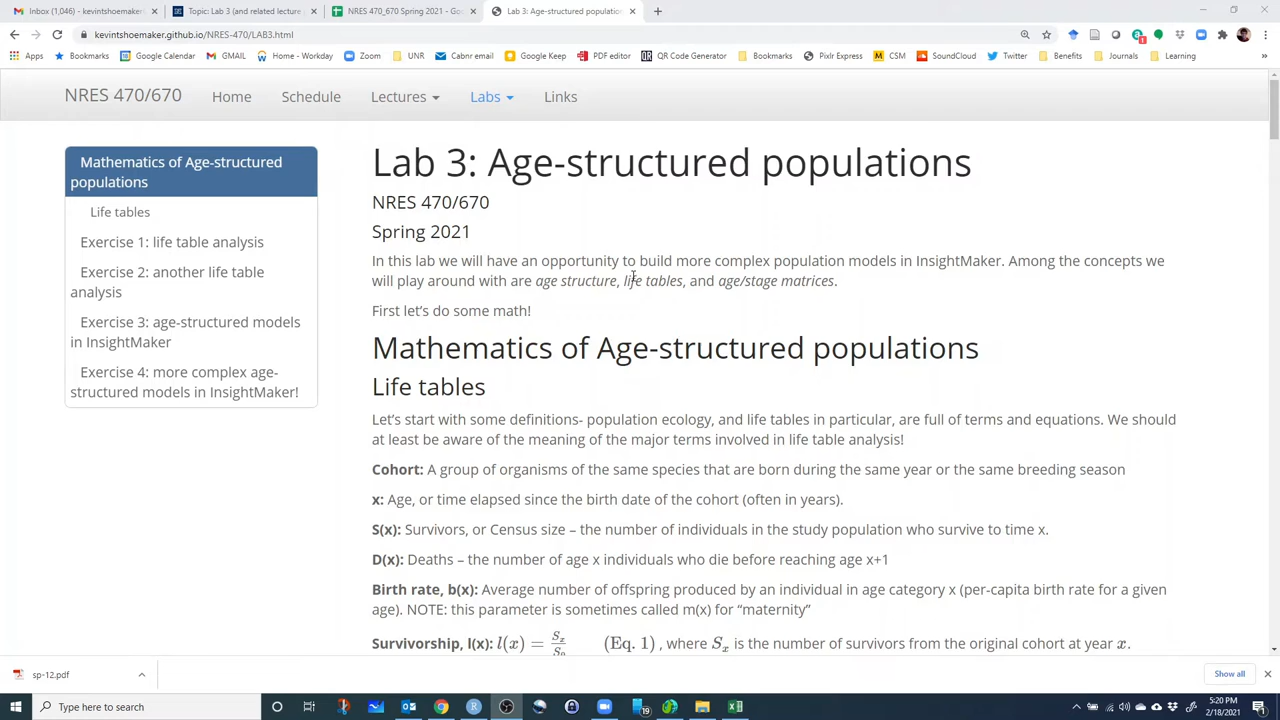 Inbox (1,046) - kevintshoemaker
Topic: Lab 3 (and related lecture
NRES 470_670 Spring 2021 - Go
Lab 3: Age-structured populatio
kevintshoemaker.github.io/NRES-470/LAB3.html
Apps Bookmarks Google Calendar GMAIL Home - Workday Zoom UNR Cabnr email Google Keep PDF editor QR Code Generator Bookmarks Pixlr Express CSM SoundCloud Twitter Benefits Journals Learning
NRES 470/670 Home Schedule Lectures Labs Links
Mathematics of Age-structured
populations
Life tables
Exercise 1: life table analysis
Exercise 2: another life table
analysis
Exercise 3: age-structured models
in InsightMaker
Exercise 4: more complex age-
structured models in InsightMaker!
Lab 3: Age-structured populations
NRES 470/670
Spring 2021
In this lab we will have an opportunity to build more complex population models in InsightMaker. Among the concepts we
will play around with are age structure, life tables, and age/stage matrices.
First let's do some math!
Mathematics of Age-structured populations
Life tables
Let's start with some definitions- population ecology, and life tables in particular, are full of terms and equations. We should
at least be aware of the meaning of the major terms involved in life table analysis!
Cohort: A group of organisms of the same species that are born during the same year or the same breeding season
x: Age, or time elapsed since the birth date of the cohort (often in years).
S(x): Survivors, or Census size – the number of individuals in the study population who survive to time x.
D(x): Deaths – the number of age x individuals who die before reaching age x+1
Birth rate, b(x): Average number of offspring produced by an individual in age category x (per-capita birth rate for a given
age). NOTE: this parameter is sometimes called m(x) for "maternity"
Survivorship, l(x): l(x) = Sx/S0 (Eq. 1) , where Sx is the number of survivors from the original cohort at year x.
sp-12.pdf
Show all
Type here to search
19
5:20 PM
2/18/2021